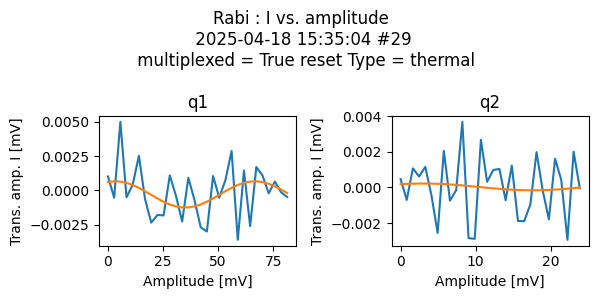 Rabi : I vs. amplitude
2025-04-18 15:35:04 #29
multiplexed = True reset Type = thermal
q1
q2
Trans. amp. I [mV]
0.0050
0.0025
0.0000
−0.0025
0
25
50
75
Amplitude [mV]
Trans. amp. I [mV]
0.004
0.002
0.000
−0.002
0
10
20
Amplitude [mV]